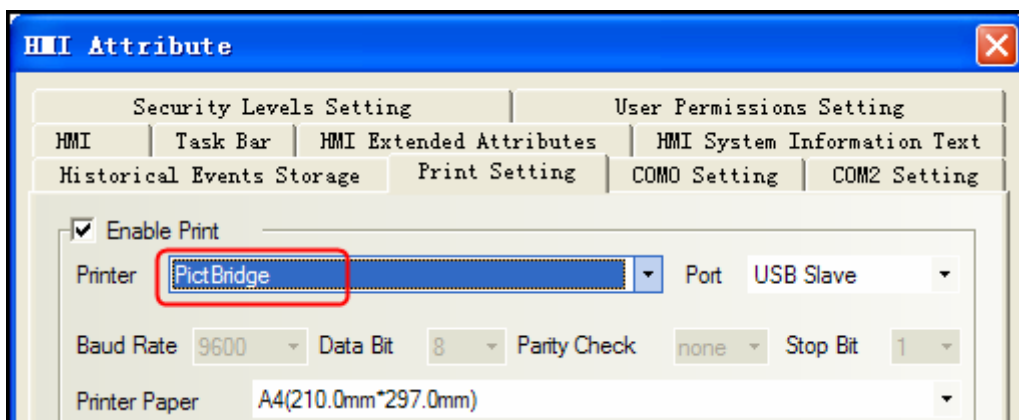 HMI Attribute
Security Levels Setting User Permissions Setting
HMI Task Bar HMI Extended Attributes HMI System Information Text
Historical Events Storage Print Setting COM0 Setting COM2 Setting
Enable Print
Printer PictBridge Port USB Slave
Baud Rate 9600 Data Bit 8 Parity Check none Stop Bit 1
Printer Paper A4(210.0mm*297.0mm)